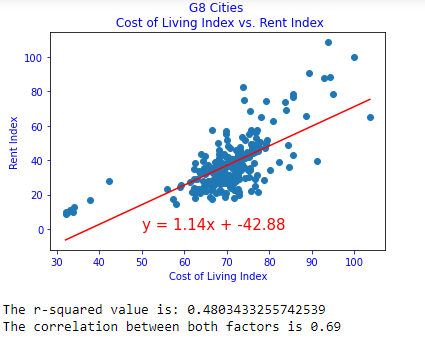 G8 Cities
Cost of Living Index vs. Rent Index
100
80
60
40
20
0
Rent Index
y = 1.14x + -42.88
30 40 50 60 70 80 90 100
Cost of Living Index
The r-squared value is: 0.4803433255742539
The correlation between both factors is 0.69